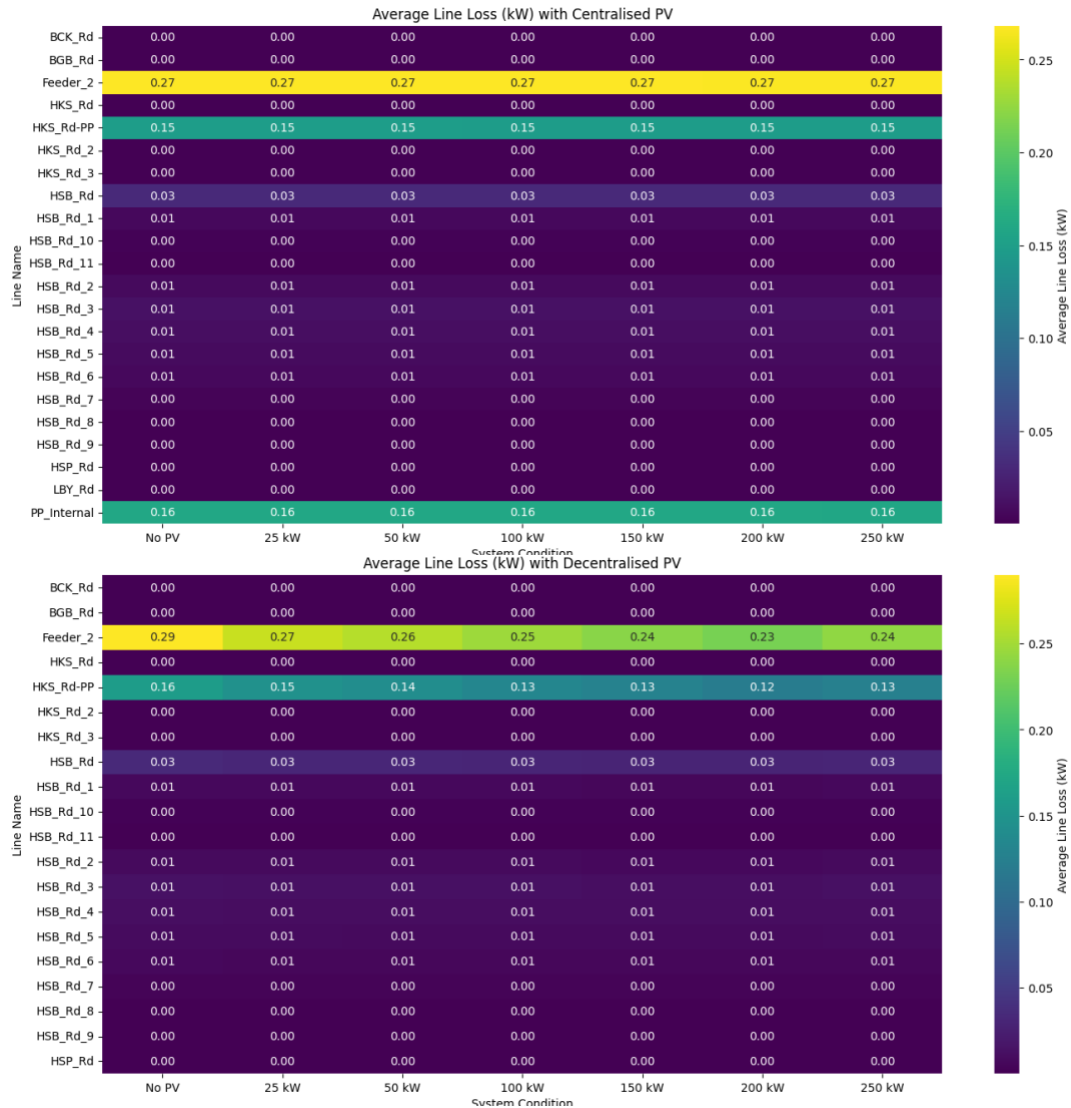 Average Line Loss (kW) with Centralised PV
BCK_Rd 0.00 0.00 0.00 0.00 0.00 0.00 0.00
BGB_Rd 0.00 0.00 0.00 0.00 0.00 0.00 0.00
Feeder_2 0.27 0.27 0.27 0.27 0.27 0.27 0.27
HKS_Rd 0.00 0.00 0.00 0.00 0.00 0.00 0.00
HKS_Rd-PP 0.15 0.15 0.15 0.15 0.15 0.15 0.15
HKS_Rd_2 0.00 0.00 0.00 0.00 0.00 0.00 0.00
HKS_Rd_3 0.00 0.00 0.00 0.00 0.00 0.00 0.00
HSB_Rd 0.03 0.03 0.03 0.03 0.03 0.03 0.03
HSB_Rd_1 0.01 0.01 0.01 0.01 0.01 0.01 0.01
HSB_Rd_10 0.00 0.00 0.00 0.00 0.00 0.00 0.00
HSB_Rd_11 0.00 0.00 0.00 0.00 0.00 0.00 0.00
HSB_Rd_2 0.01 0.01 0.01 0.01 0.01 0.01 0.01
HSB_Rd_3 0.01 0.01 0.01 0.01 0.01 0.01 0.01
HSB_Rd_4 0.01 0.01 0.01 0.01 0.01 0.01 0.01
HSB_Rd_5 0.01 0.01 0.01 0.01 0.01 0.01 0.01
HSB_Rd_6 0.01 0.01 0.01 0.01 0.01 0.01 0.01
HSB_Rd_7 0.00 0.00 0.00 0.00 0.00 0.00 0.00
HSB_Rd_8 0.00 0.00 0.00 0.00 0.00 0.00 0.00
HSB_Rd_9 0.00 0.00 0.00 0.00 0.00 0.00 0.00
HSP_Rd 0.00 0.00 0.00 0.00 0.00 0.00 0.00
LBY_Rd 0.00 0.00 0.00 0.00 0.00 0.00 0.00
PP_Internal 0.16 0.16 0.16 0.16 0.16 0.16 0.16
No PV 25 kW 50 kW 100 kW 150 kW 200 kW 250 kW
System Condition
Line Name
0.25
0.20
0.15
0.10
0.05
Average Line Loss (kW)
Average Line Loss (kW) with Decentralised PV
BCK_Rd 0.00 0.00 0.00 0.00 0.00 0.00 0.00
BGB_Rd 0.00 0.00 0.00 0.00 0.00 0.00 0.00
Feeder_2 0.29 0.27 0.26 0.25 0.24 0.23 0.24
HKS_Rd 0.00 0.00 0.00 0.00 0.00 0.00 0.00
HKS_Rd-PP 0.16 0.15 0.14 0.13 0.13 0.12 0.13
HKS_Rd_2 0.00 0.00 0.00 0.00 0.00 0.00 0.00
HKS_Rd_3 0.00 0.00 0.00 0.00 0.00 0.00 0.00
HSB_Rd 0.03 0.03 0.03 0.03 0.03 0.03 0.03
HSB_Rd_1 0.01 0.01 0.01 0.01 0.01 0.01 0.01
HSB_Rd_10 0.00 0.00 0.00 0.00 0.00 0.00 0.00
HSB_Rd_11 0.00 0.00 0.00 0.00 0.00 0.00 0.00
HSB_Rd_2 0.01 0.01 0.01 0.01 0.01 0.01 0.01
HSB_Rd_3 0.01 0.01 0.01 0.01 0.01 0.01 0.01
HSB_Rd_4 0.01 0.01 0.01 0.01 0.01 0.01 0.01
HSB_Rd_5 0.01 0.01 0.01 0.01 0.01 0.01 0.01
HSB_Rd_6 0.01 0.01 0.01 0.01 0.01 0.01 0.01
HSB_Rd_7 0.00 0.00 0.00 0.00 0.00 0.00 0.00
HSB_Rd_8 0.00 0.00 0.00 0.00 0.00 0.00 0.00
HSB_Rd_9 0.00 0.00 0.00 0.00 0.00 0.00 0.00
HSP_Rd 0.00 0.00 0.00 0.00 0.00 0.00 0.00
No PV 25 kW 50 kW 100 kW 150 kW 200 kW 250 kW
System Condition
Line Name
0.25
0.20
0.15
0.10
0.05
Average Line Loss (kW)